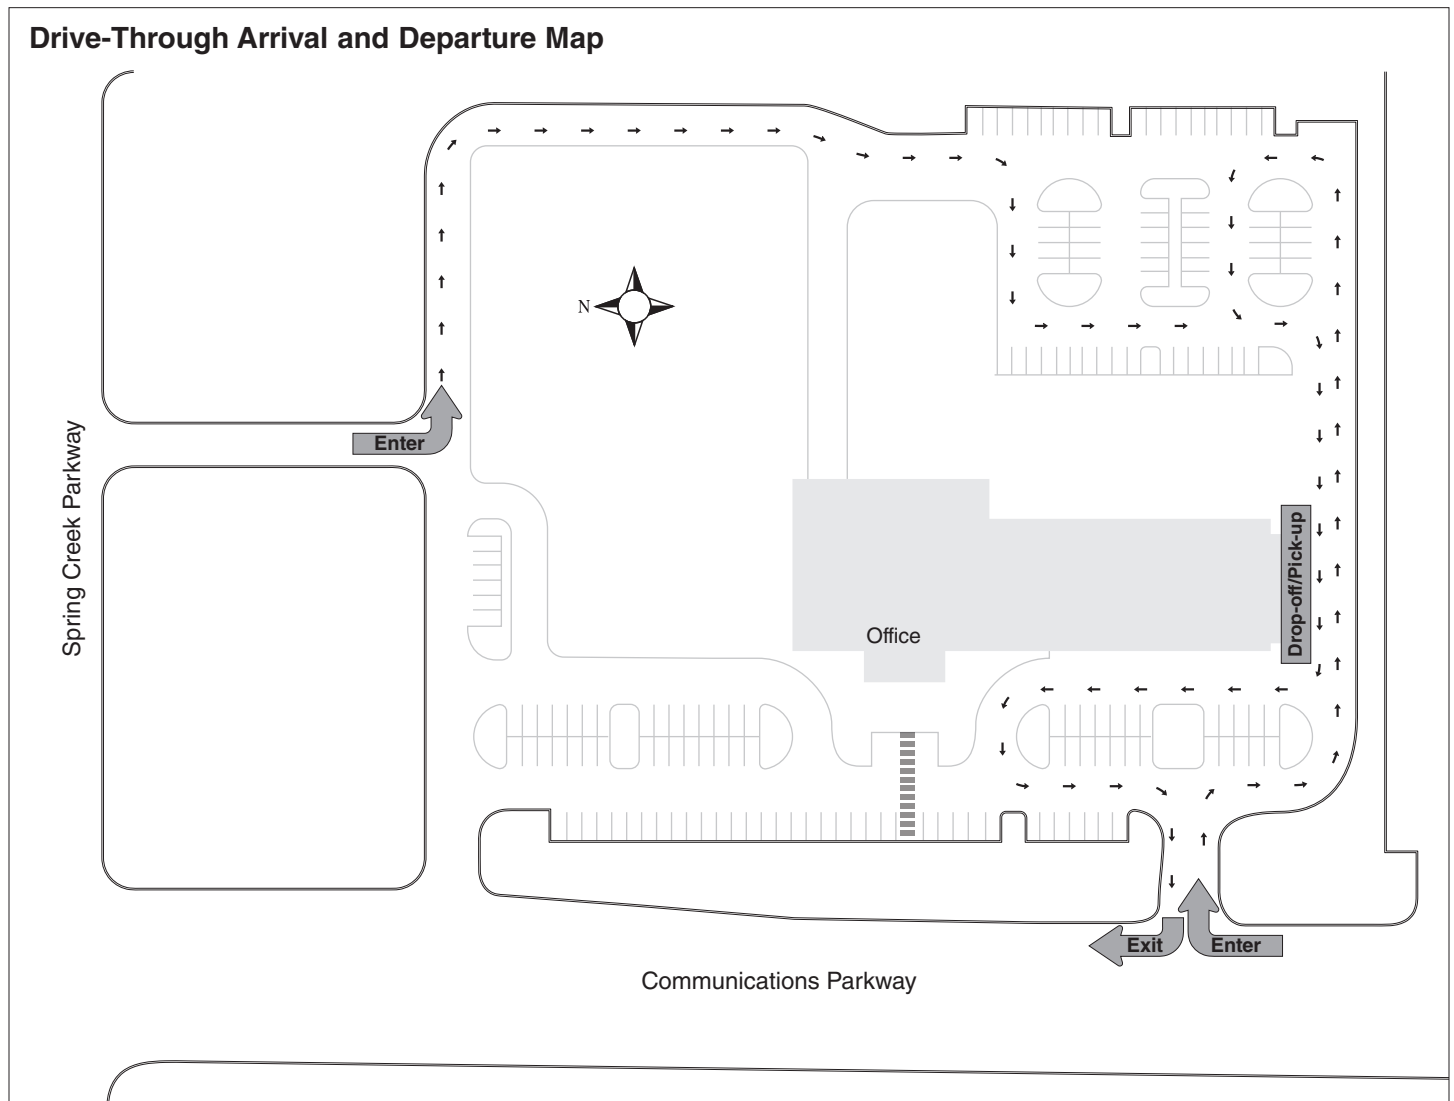 Drive-Through Arrival and Departure Map
N
Enter
Spring Creek Parkway
Drop-off/Pick-up
Office
Exit
Enter
Communications Parkway